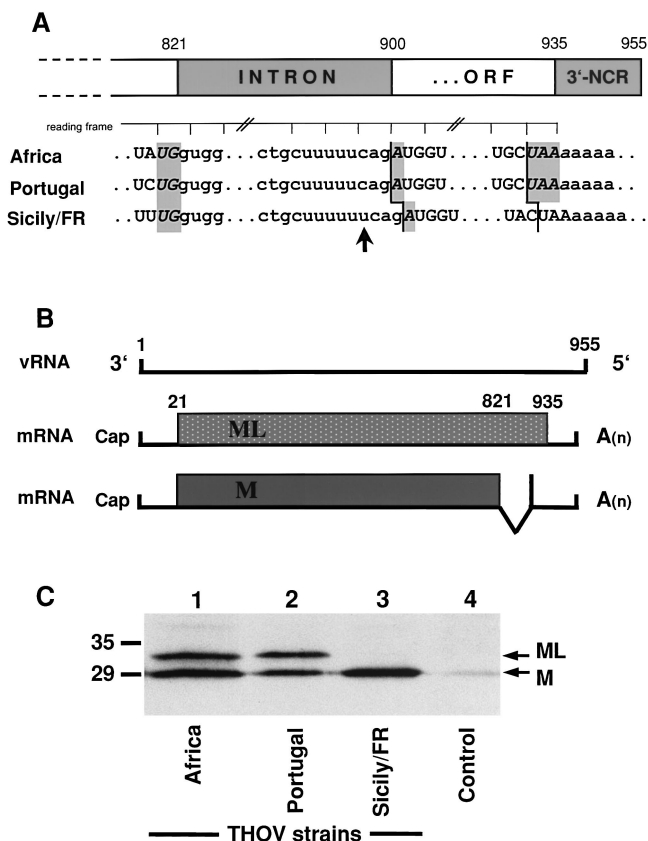 A
821 900 935 955
INTRON ...ORF 3'-NCR
reading frame
Africa ..UAUGgugg...ctgcuuuuucagAUGGU....UGCUAAaaaaa..
Portugal ..UCUGgugg...ctgcuuuuucagAUGGU....UGCUAAaaaaa..
Sicily/FR ..UUUGgugg...ctgcuuuuuucagAUGGU....UACUAAaaaaa..
B
1 955
vRNA 3' 5'
21 821 935
mRNA Cap ML A(n)
mRNA Cap M A(n)
C
1 2 3 4
35
29
ML
M
Africa
Portugal
Sicily/FR
Control
THOV strains